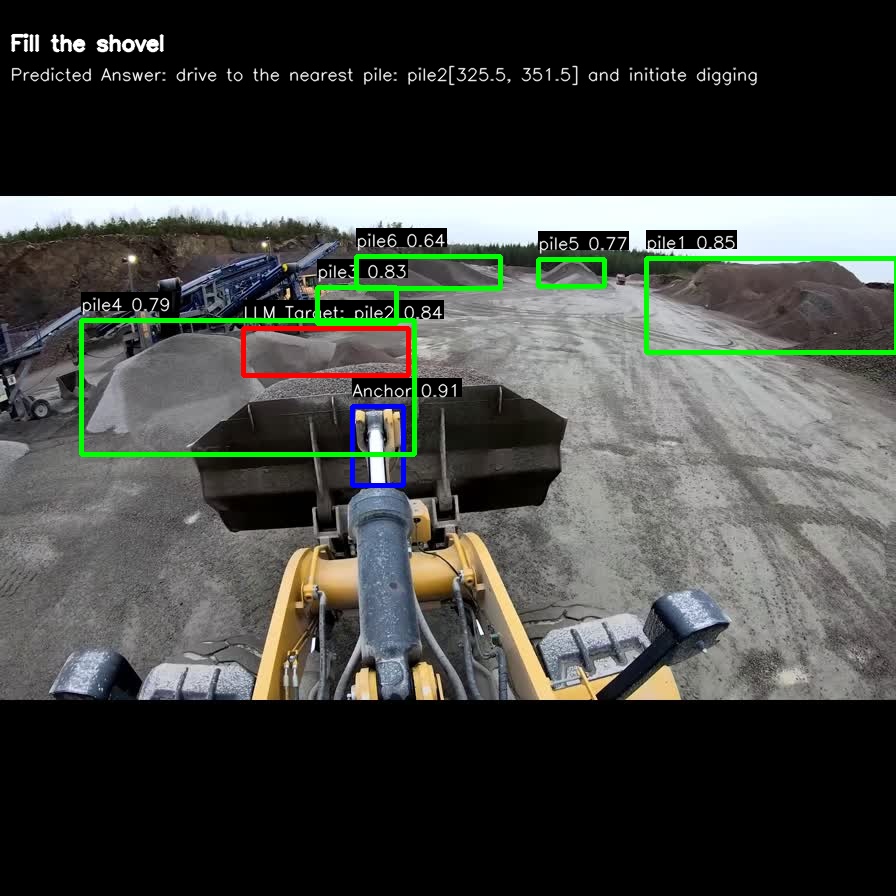 Fill the shovel
Predicted Answer: drive to the nearest pile: pile2[325.5, 351.5] and initiate digging
pile6 0.64
pile5 0.77
pile1 0.85
pile3 0.83
pile4 0.79
LLM Target: pile2 0.84
Anchor 0.91